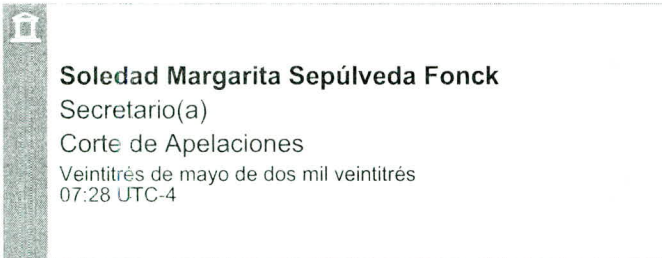 Soledad Margarita Sepúlveda Fonck
Secretario(a)
Corte de Apelaciones
Veintitrés de mayo de dos mil veintitrés
07:28 UTC-4